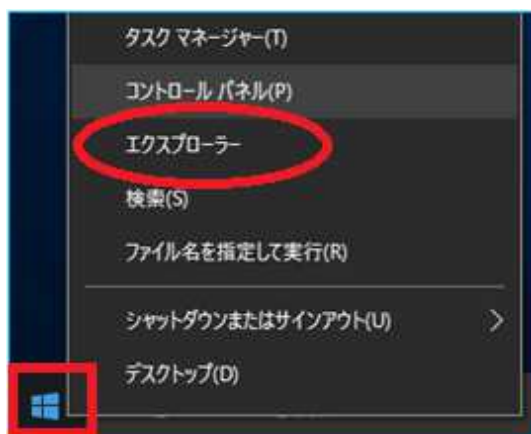 タスク マネージャー(T)
コントロール パネル(P)
エクスプローラー
検索(S)
ファイル名を指定して実行(R)
シャットダウンまたはサインアウト(U)
デスクトップ(D)